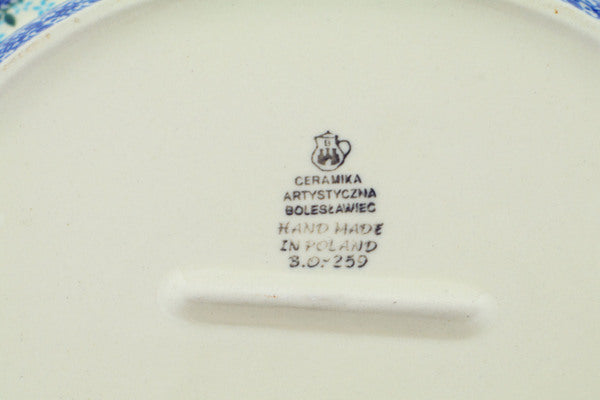 B
CERAMIKA
ARTYSTYCZNA
BOLESŁAWIEC
HAND MADE
IN POLAND
B.O.-259